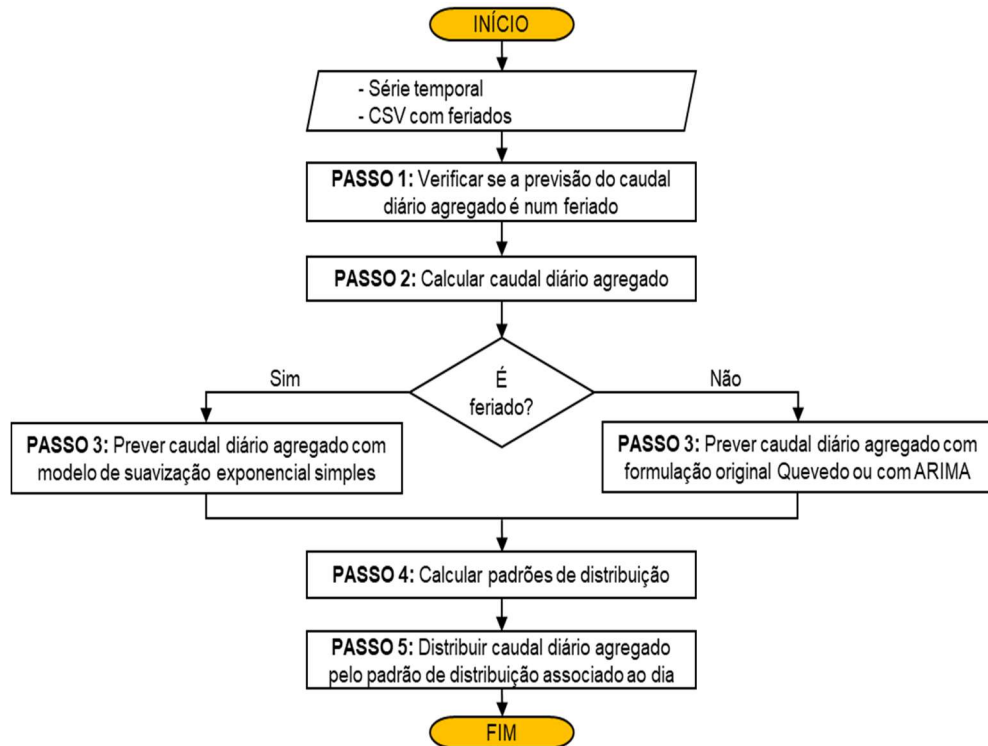 INÍCIO
- Série temporal
- CSV com feriados
PASSO 1: Verificar se a previsão do caudal
diário agregado é num feriado
PASSO 2: Calcular caudal diário agregado
É
feriado?
Sim
Não
PASSO 3: Prever caudal diário agregado com
modelo de suavização exponencial simples
PASSO 3: Prever caudal diário agregado com
formulação original Quevedo ou com ARIMA
PASSO 4: Calcular padrões de distribuição
PASSO 5: Distribuir caudal diário agregado
pelo padrão de distribuição associado ao dia
FIM